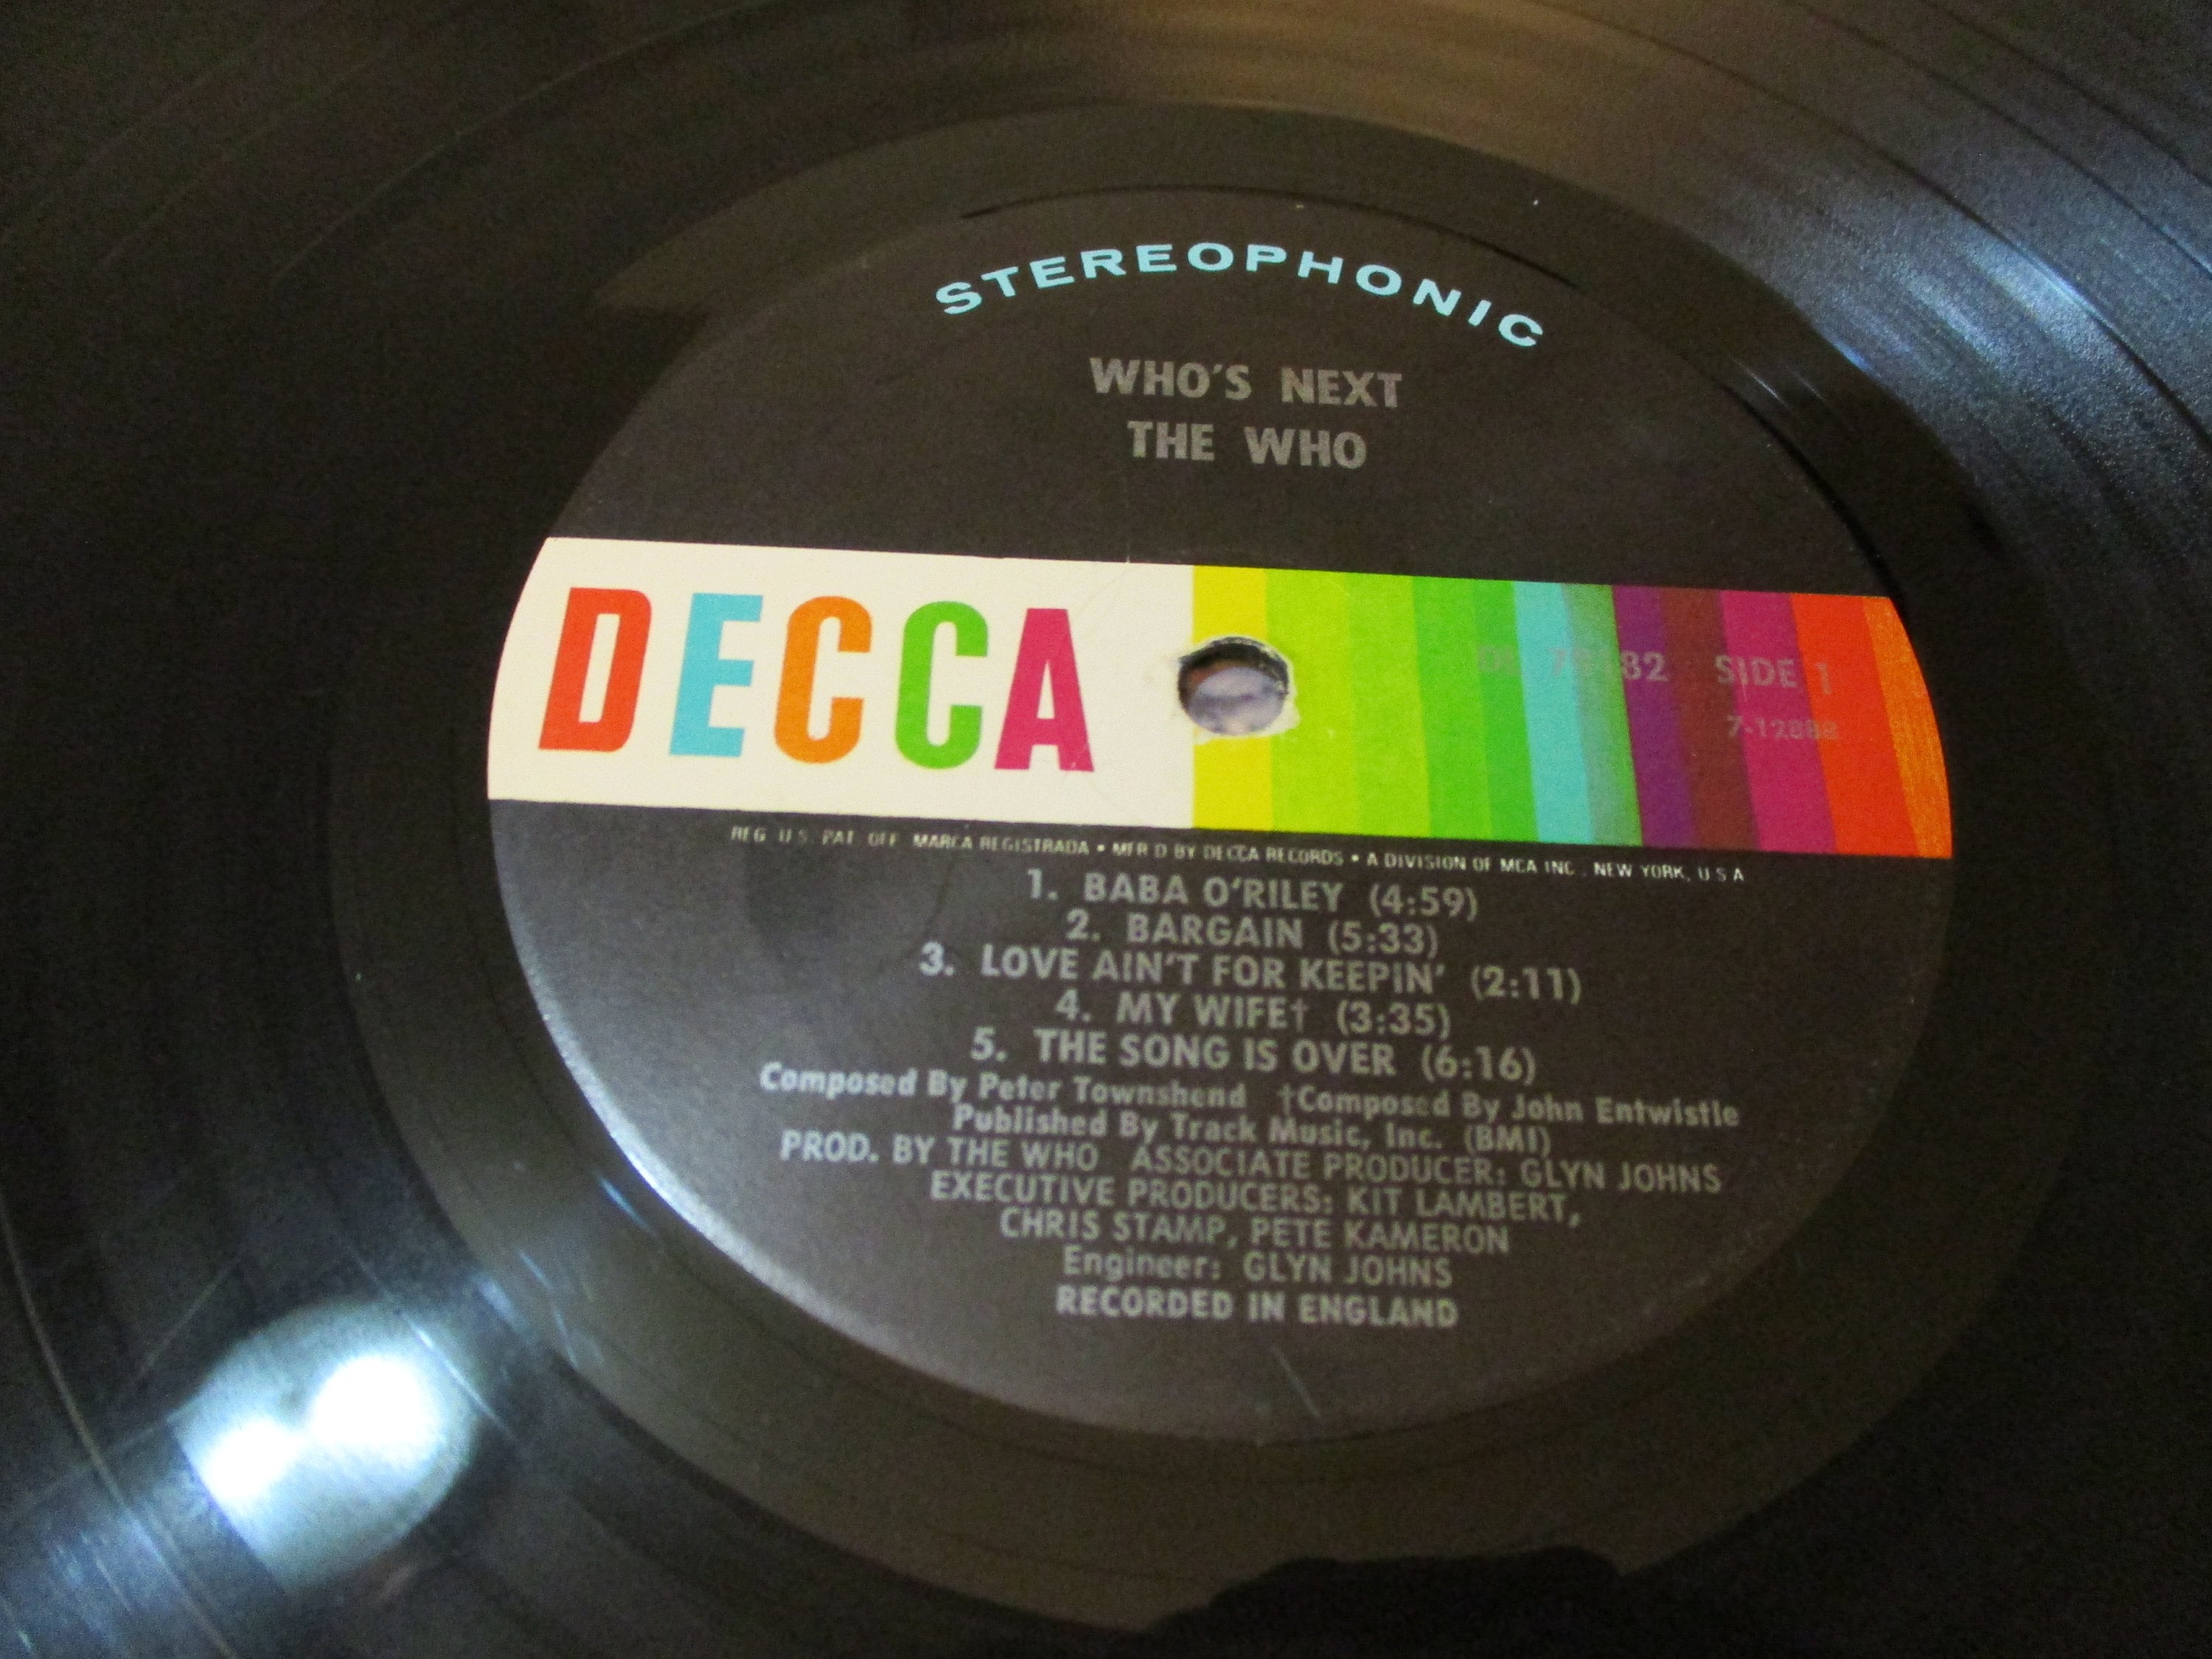 STEREOPHONIC
WHO'S NEXT
THE WHO
DECCA
SIDE 1
REG. U.S. PAT. OFF. MARCA REGISTRADA • MFR'D BY DECCA RECORDS • A DIVISION OF MCA INC., NEW YORK, U.S.A
1. BABA O'RILEY (4:59)
2. BARGAIN (5:33)
3. LOVE AIN'T FOR KEEPIN' (2:11)
4. MY WIFE† (3:35)
5. THE SONG IS OVER (6:16)
Composed By Peter Townshend †Composed By John Entwistle
Published By Track Music, Inc. (BMI)
PROD. BY THE WHO ASSOCIATE PRODUCER: GLYN JOHNS
EXECUTIVE PRODUCERS: KIT LAMBERT,
CHRIS STAMP, PETE KAMERON
Engineer: GLYN JOHNS
RECORDED IN ENGLAND